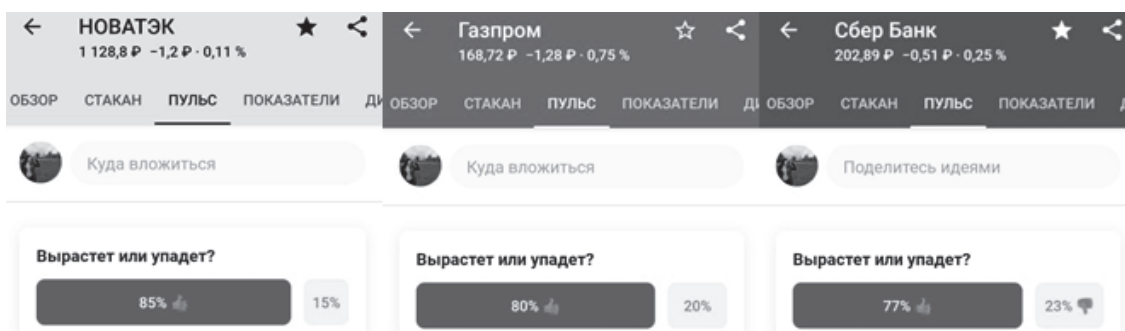 НОВАТЭК
1 128,8 ₽ −1,2 ₽ · 0,11 %
ОБЗОР СТАКАН ПУЛЬС ПОКАЗАТЕЛИ
Куда вложиться
Вырастет или упадет?
85% 15%
Газпром
168,72 ₽ −1,28 ₽ · 0,75 %
ОБЗОР СТАКАН ПУЛЬС ПОКАЗАТЕЛИ
Куда вложиться
Вырастет или упадет?
80% 20%
Сбер Банк
202,89 ₽ −0,51 ₽ · 0,25 %
ОБЗОР СТАКАН ПУЛЬС ПОКАЗАТЕЛИ
Поделитесь идеями
Вырастет или упадет?
77% 23%